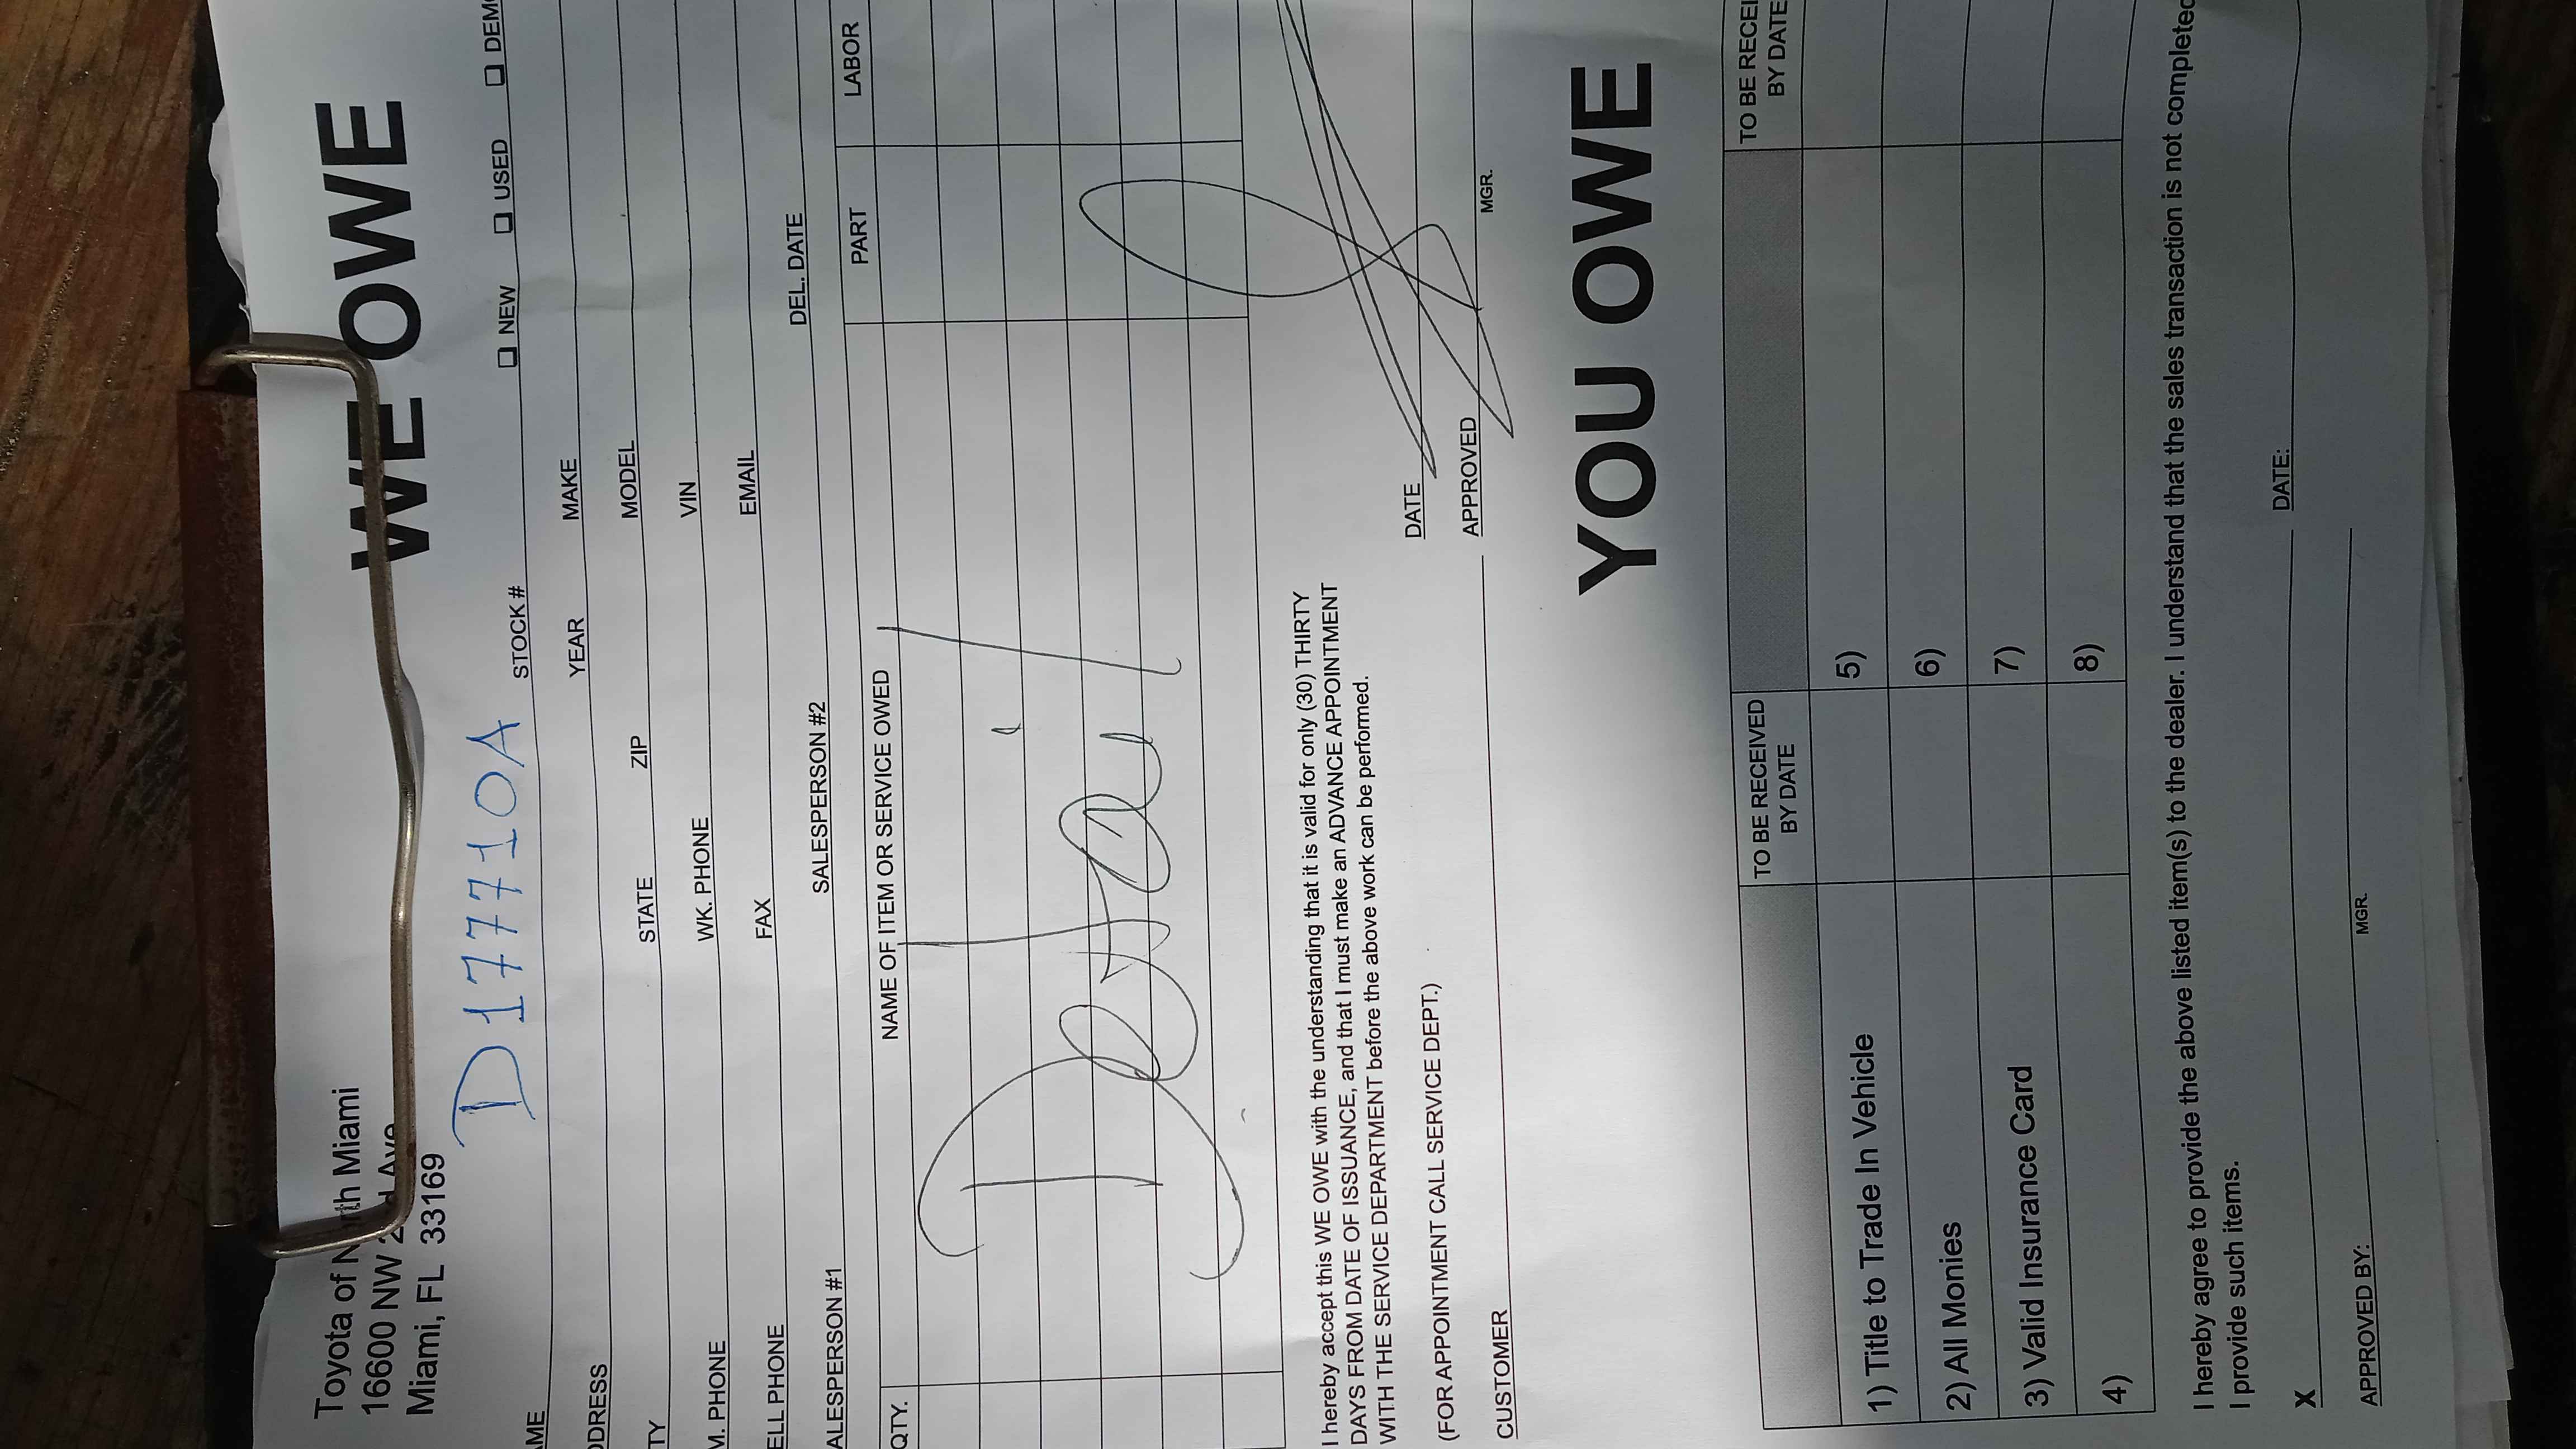 Toyota of North Miami
16600 NW 2nd Ave
Miami, FL 33169
WE OWE
D17710A
STOCK # ❑ NEW ❑ USED ❑ DEMO
AME YEAR MAKE
DDRESS MODEL
TY STATE ZIP VIN
M. PHONE WK. PHONE EMAIL
ELL PHONE FAX DEL. DATE
ALESPERSON #1 SALESPERSON #2
QTY. NAME OF ITEM OR SERVICE OWED PART LABOR
Detail
I hereby accept this WE OWE with the understanding that it is valid for only (30) THIRTY
DAYS FROM DATE OF ISSUANCE, and that I must make an ADVANCE APPOINTMENT
WITH THE SERVICE DEPARTMENT before the above work can be performed.
DATE
(FOR APPOINTMENT CALL SERVICE DEPT.)
CUSTOMER APPROVED MGR.
YOU OWE
TO BE RECEIVED BY DATE TO BE RECEI BY DATE
1) Title to Trade In Vehicle 5)
2) All Monies 6)
3) Valid Insurance Card 7)
4) 8)
I hereby agree to provide the above listed item(s) to the dealer. I understand that the sales transaction is not completed
I provide such items.
X DATE:
APPROVED BY: MGR.